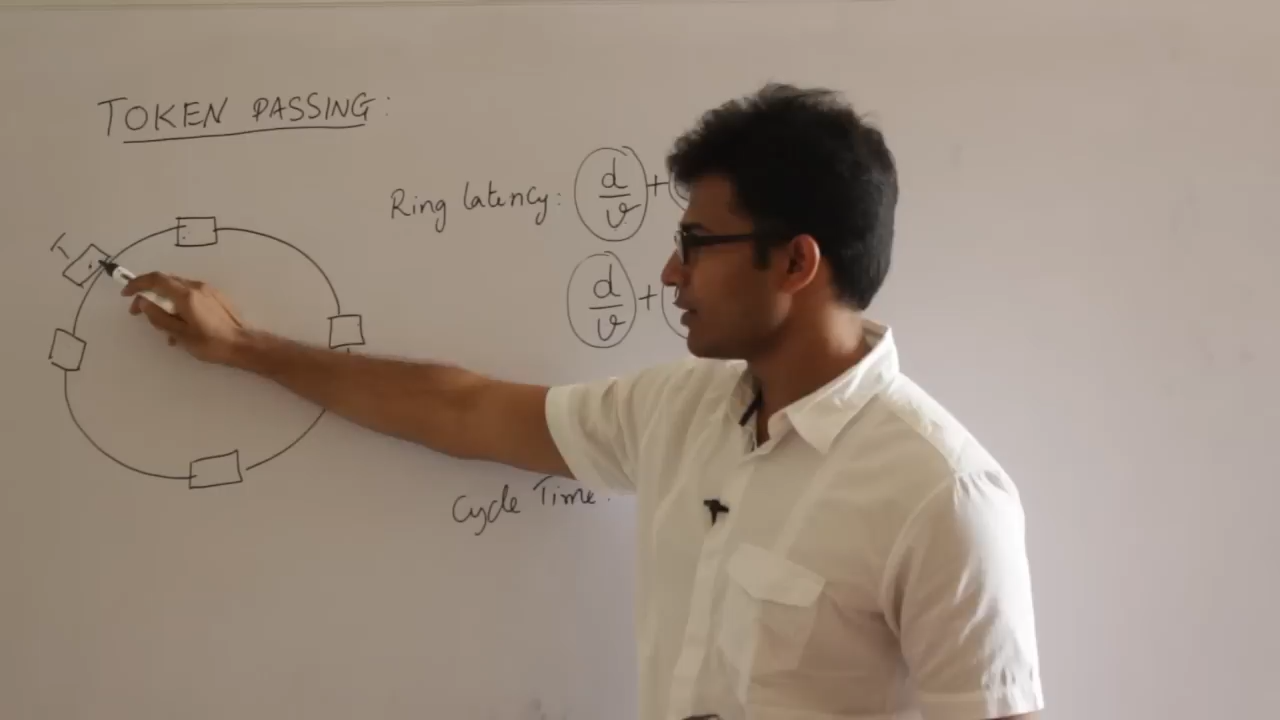 TOKEN PASSING:
Ring latency: d/v +
d/v +
T
Cycle Time: